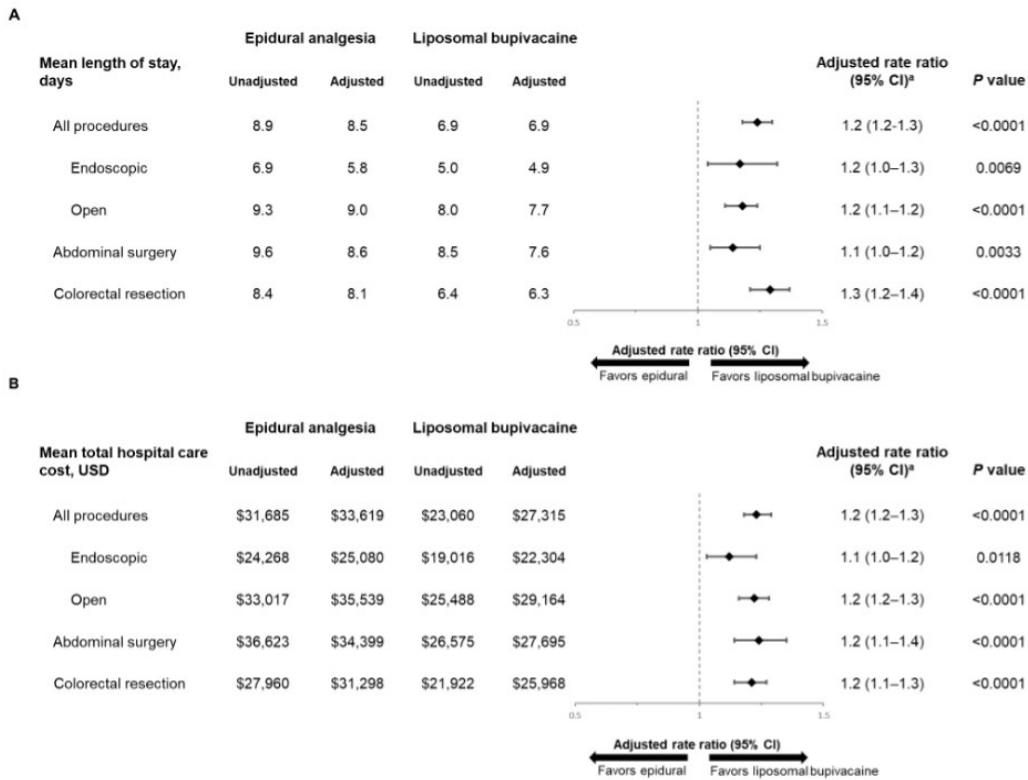 A
Epidural analgesia Liposomal bupivacaine
Mean length of stay, days Unadjusted Adjusted Unadjusted Adjusted Adjusted rate ratio (95% CI)a P value
All procedures 8.9 8.5 6.9 6.9 1.2 (1.2-1.3) <0.0001
Endoscopic 6.9 5.8 5.0 4.9 1.2 (1.0–1.3) 0.0069
Open 9.3 9.0 8.0 7.7 1.2 (1.1–1.2) <0.0001
Abdominal surgery 9.6 8.6 8.5 7.6 1.1 (1.0–1.2) 0.0033
Colorectal resection 8.4 8.1 6.4 6.3 1.3 (1.2–1.4) <0.0001
0.5 1 1.5
Adjusted rate ratio (95% CI)
Favors epidural Favors liposomal bupivacaine
B
Epidural analgesia Liposomal bupivacaine
Mean total hospital care cost, USD Unadjusted Adjusted Unadjusted Adjusted Adjusted rate ratio (95% CI)a P value
All procedures $31,685 $33,619 $23,060 $27,315 1.2 (1.2–1.3) <0.0001
Endoscopic $24,268 $25,080 $19,016 $22,304 1.1 (1.0–1.2) 0.0118
Open $33,017 $35,539 $25,488 $29,164 1.2 (1.2–1.3) <0.0001
Abdominal surgery $36,623 $34,399 $26,575 $27,695 1.2 (1.1–1.4) <0.0001
Colorectal resection $27,960 $31,298 $21,922 $25,968 1.2 (1.1–1.3) <0.0001
0.5 1 1.5
Adjusted rate ratio (95% CI)
Favors epidural Favors liposomal bupivacaine